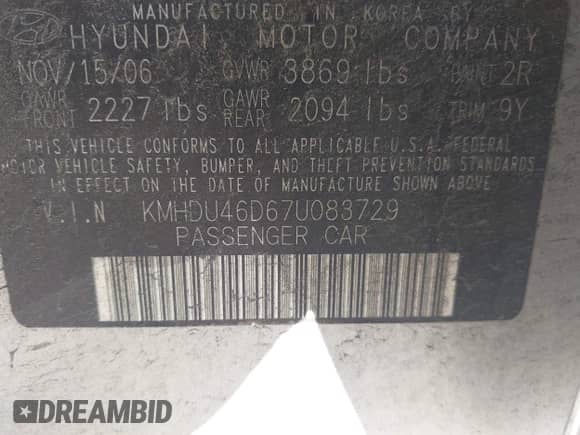 MANUFACTURED IN KOREA BY
HYUNDAI MOTOR COMPANY
NOV/15/06 GVWR 3869 lbs PAINT 2R
GAWR FRONT 2227 lbs GAWR REAR 2094 lbs TRIM 9Y
THIS VEHICLE CONFORMS TO ALL APPLICABLE U.S.A. FEDERAL
MOTOR VEHICLE SAFETY, BUMPER, AND THEFT PREVENTION STANDARDS
IN EFFECT ON THE DATE OF MANUFACTURE SHOWN ABOVE.
V.I.N KMHDU46D67U083729
PASSENGER CAR
DREAMBID